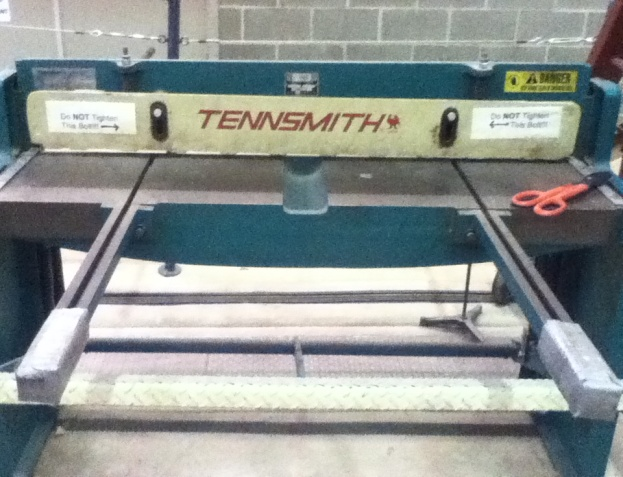 Do NOT Tighten
This Bolt!!!
TENNSMITH
Do NOT Tighten
This Bolt!!
DANGER